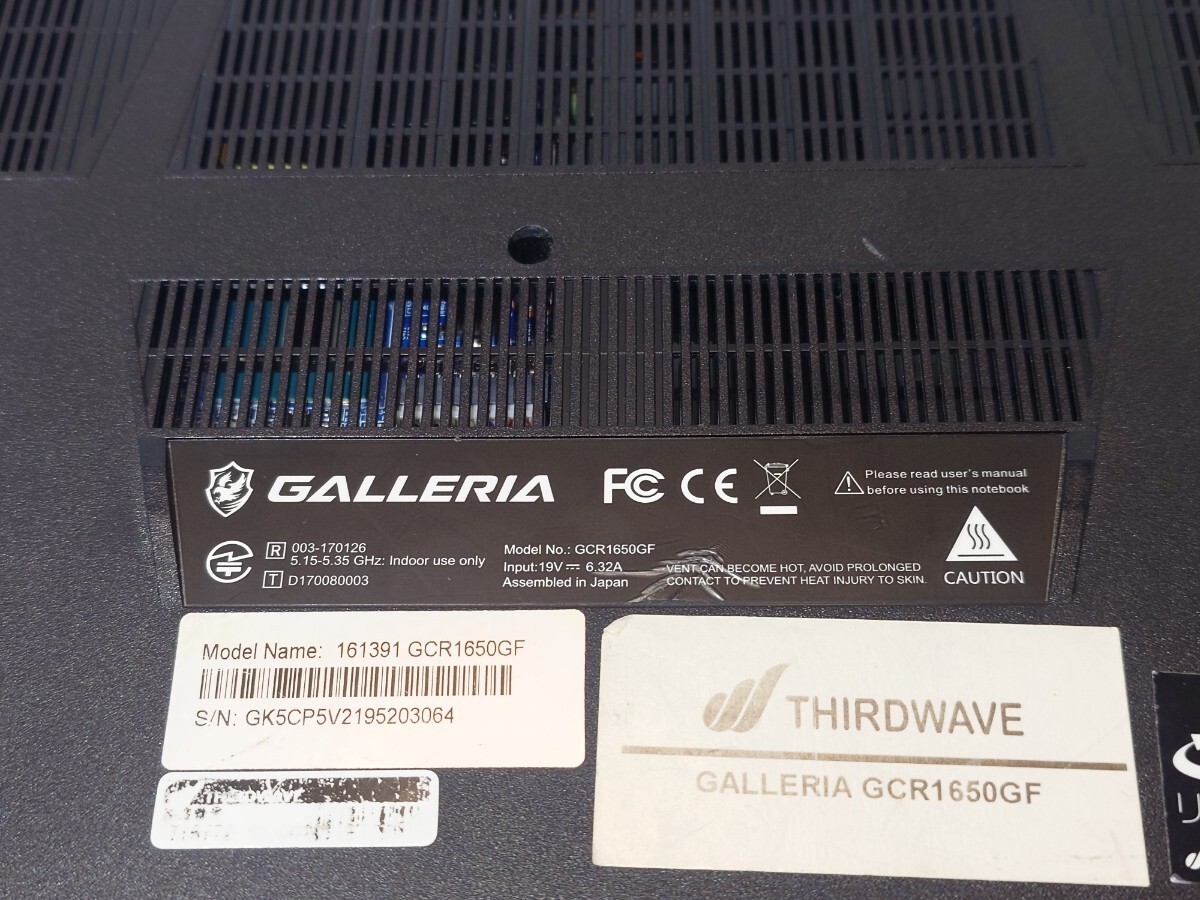 GALLERIA
FC CE
Please read user's manual
before using this notebook
R 003-170126
5.15-5.35 GHz: Indoor use only
T D170080003
Model No.: GCR1650GF
Input:19V⎓ 6.32A
Assembled in Japan
VENT CAN BECOME HOT, AVOID PROLONGED
CONTACT TO PREVENT HEAT INJURY TO SKIN.
CAUTION
Model Name: 161391 GCR1650GF
S/N: GK5CP5V2195203064
THIRDWAVE
GALLERIA GCR1650GF
THIRDWAVE
リ